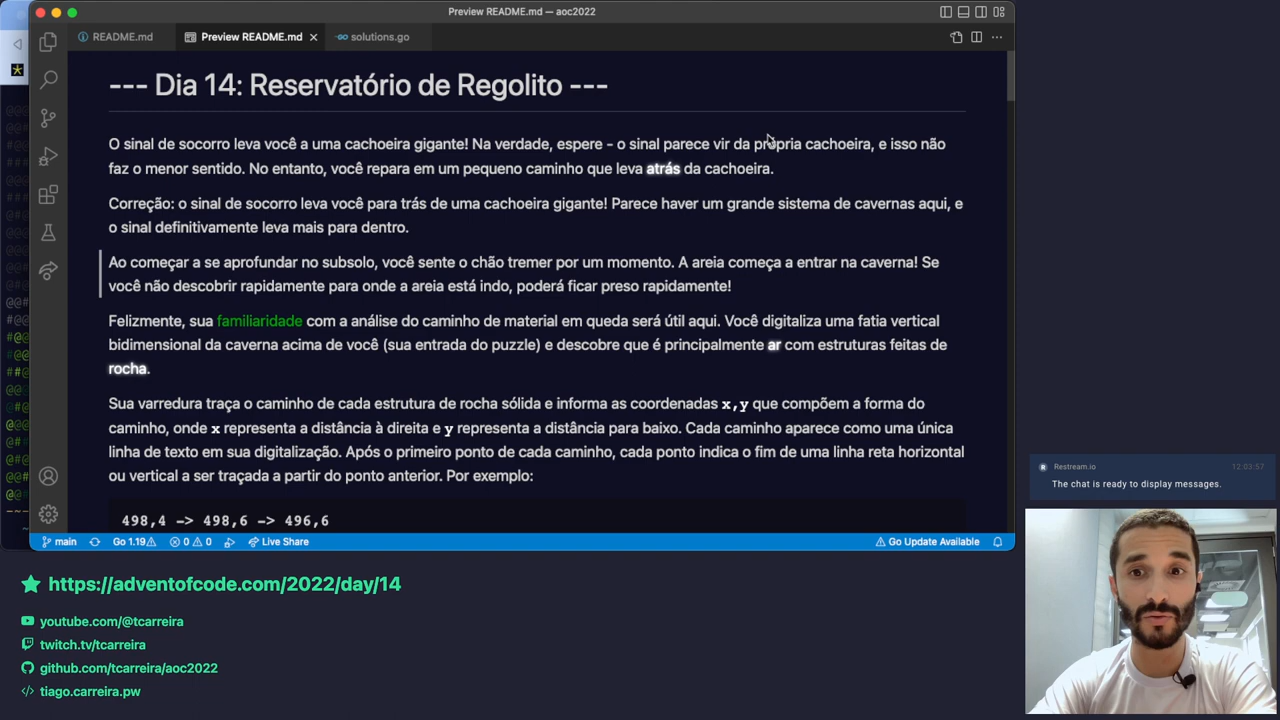 Preview README.md — aoc2022
README.md
Preview README.md
solutions.go
--- Dia 14: Reservatório de Regolito ---
O sinal de socorro leva você a uma cachoeira gigante! Na verdade, espere - o sinal parece vir da própria cachoeira, e isso não
faz o menor sentido. No entanto, você repara em um pequeno caminho que leva atrás da cachoeira.
Correção: o sinal de socorro leva você para trás de uma cachoeira gigante! Parece haver um grande sistema de cavernas aqui, e
o sinal definitivamente leva mais para dentro.
Ao começar a se aprofundar no subsolo, você sente o chão tremer por um momento. A areia começa a entrar na caverna! Se
você não descobrir rapidamente para onde a areia está indo, poderá ficar preso rapidamente!
Felizmente, sua familiaridade com a análise do caminho de material em queda será útil aqui. Você digitaliza uma fatia vertical
bidimensional da caverna acima de você (sua entrada do puzzle) e descobre que é principalmente ar com estruturas feitas de
rocha.
Sua varredura traça o caminho de cada estrutura de rocha sólida e informa as coordenadas x,y que compõem a forma do
caminho, onde x representa a distância à direita e y representa a distância para baixo. Cada caminho aparece como uma única
linha de texto em sua digitalização. Após o primeiro ponto de cada caminho, cada ponto indica o fim de uma linha reta horizontal
ou vertical a ser traçada a partir do ponto anterior. Por exemplo:
498,4 -> 498,6 -> 496,6
main
Go 1.19
0
0
Live Share
Go Update Available
Restream.io
12:03:57
The chat is ready to display messages.
https://adventofcode.com/2022/day/14
youtube.com/@tcarreira
twitch.tv/tcarreira
github.com/tcarreira/aoc2022
tiago.carreira.pw